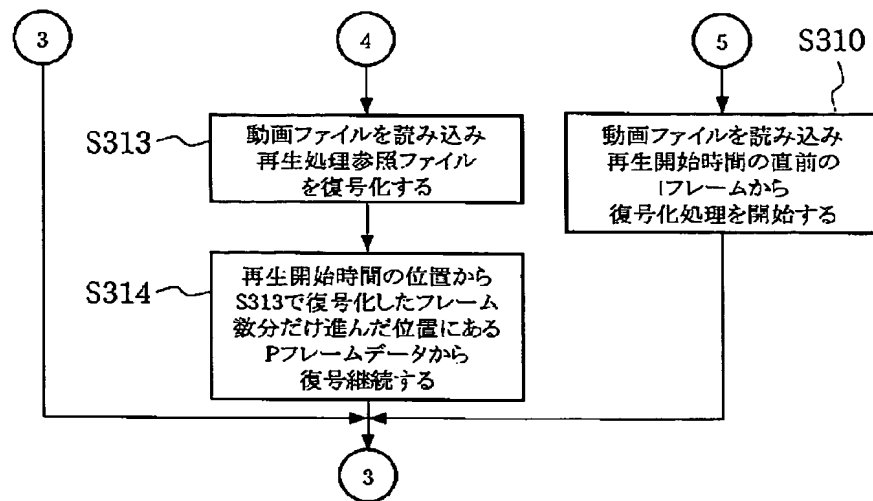 3
4
5
S310
S313
動画ファイルを読み込み
再生処理参照ファイル
を復号化する
動画ファイルを読み込み
再生開始時間の直前の
Iフレームから
復号化処理を開始する
S314
再生開始時間の位置から
S313で復号化したフレーム
数分だけ進んだ位置にある
Pフレームデータから
復号継続する
3